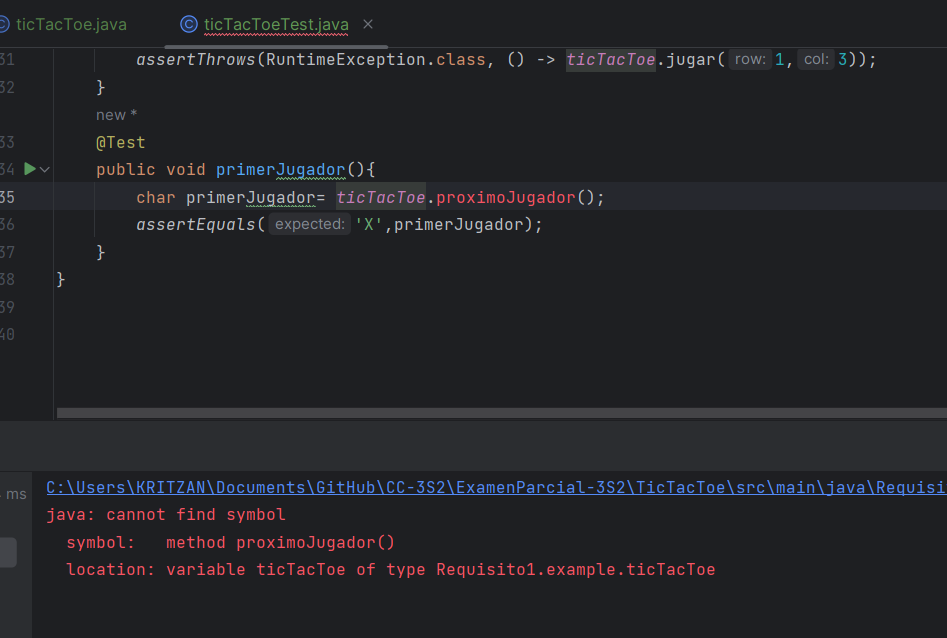 ticTacToe.java ticTacToeTest.java
31 assertThrows(RuntimeException.class, () -> ticTacToe.jugar( row: 1, col: 3));
32 }
new *
33 @Test
34 public void primerJugador(){
35 char primerJugador= ticTacToe.proximoJugador();
36 assertEquals( expected: 'X',primerJugador);
37 }
38 }
39
40
ms C:\Users\KRITZAN\Documents\GitHub\CC-3S2\ExamenParcial-3S2\TicTacToe\src\main\java\Requisi
java: cannot find symbol
symbol: method proximoJugador()
location: variable ticTacToe of type Requisito1.example.ticTacToe